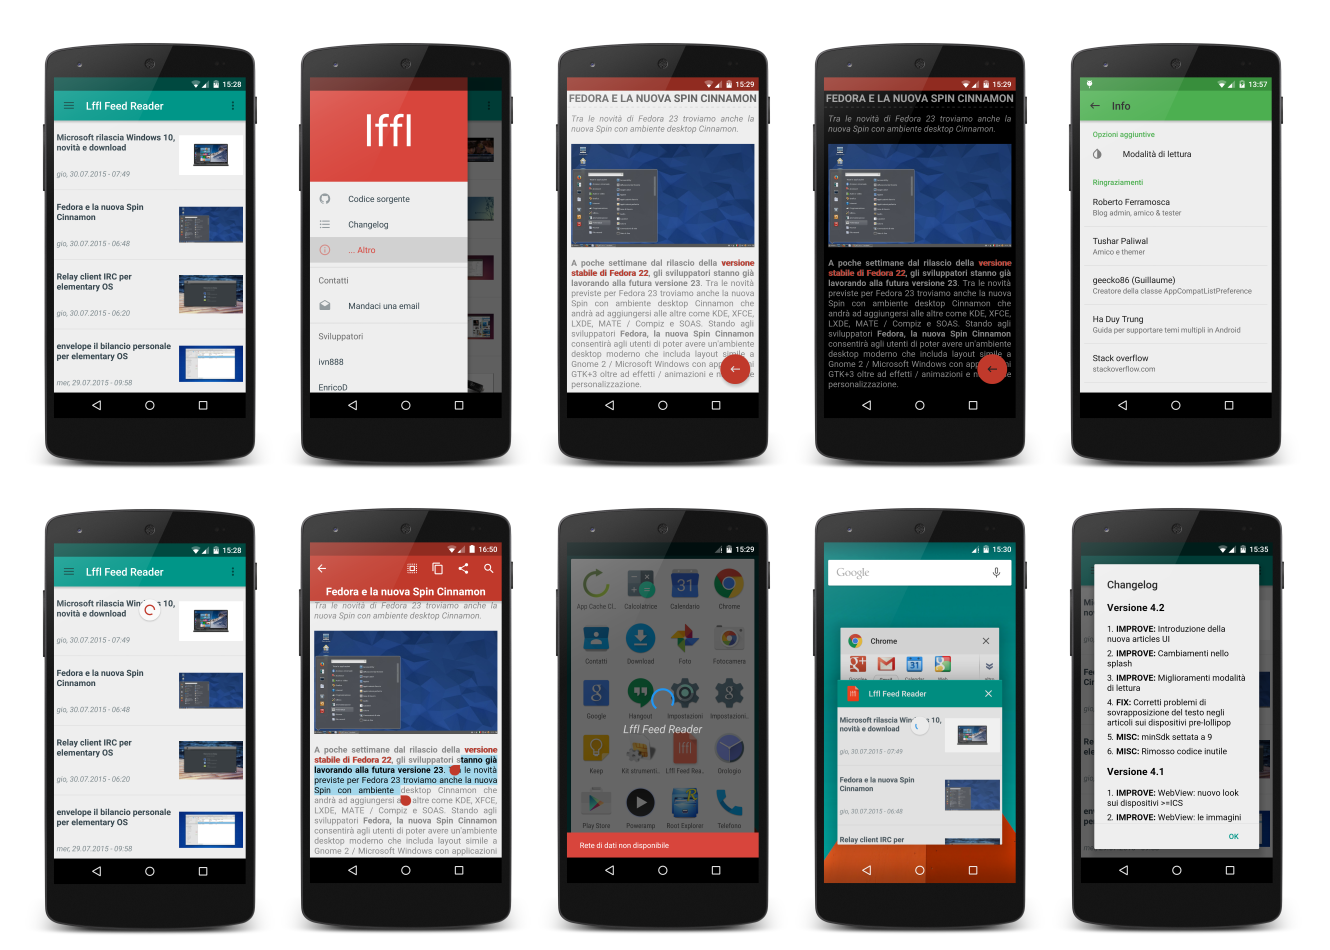 15:28
Lffl Feed Reader
Microsoft rilascia Windows 10,
novità e download
gio, 30.07.2015 - 07:49
Fedora e la nuova Spin
Cinnamon
gio, 30.07.2015 - 06:48
Relay client IRC per
elementary OS
gio, 30.07.2015 - 06:20
envelope il bilancio personale
per elementary OS
mer, 29.07.2015 - 09:58
lffl
Codice sorgente
Changelog
... Altro
Contatti
Mandaci una email
Sviluppatori
ivn888
EnricoD
15:29
FEDORA E LA NUOVA SPIN CINNAMON
Tra le novità di Fedora 23 troviamo anche la
nuova Spin con ambiente desktop Cinnamon.
A poche settimane dal rilascio della versione
stabile di Fedora 22, gli sviluppatori stanno già
lavorando alla futura versione 23. Tra le novità
previste per Fedora 23 troviamo anche la nuova
Spin con ambiente desktop Cinnamon che
andrà ad aggiungersi alle altre come KDE, XFCE,
LXDE, MATE / Compiz e SOAS. Stando agli
sviluppatori Fedora, la nuova Spin Cinnamon
consentirà agli utenti di poter avere un'ambiente
desktop moderno che includa layout simile a
Gnome 2 / Microsoft Windows con
GTK+3 oltre ad effetti / animazioni e
personalizzazione.
15:29
FEDORA E LA NUOVA SPIN CINNAMON
Tra le novità di Fedora 23 troviamo anche la
nuova Spin con ambiente desktop Cinnamon.
A poche settimane dal rilascio della versione
stabile di Fedora 22, gli sviluppatori stanno già
lavorando alla futura versione 23. Tra le novità
previste per Fedora 23 troviamo anche la nuova
Spin con ambiente desktop Cinnamon che
andrà ad aggiungersi alle altre come KDE, XFCE,
LXDE, MATE / Compiz e SOAS. Stando agli
sviluppatori Fedora, la nuova Spin Cinnamon
consentirà agli utenti di poter avere un'ambiente
desktop moderno che includa layout simile a
Gnome 2 / Microsoft Windows con
GTK+3 oltre ad effetti / animazioni e
personalizzazione.
13:57
Info
Opzioni aggiuntive
Modalità di lettura
Ringraziamenti
Roberto Ferramosca
Blog admin, amico & tester
Tushar Paliwal
Amico e themer
geecko86 (Guillaume)
Creatore della classe AppCompatListPreference
Ha Duy Trung
Guida per supportare temi multipli in Android
Stack overflow
stackoverflow.com
15:28
Lffl Feed Reader
Microsoft rilascia Windows 10,
novità e download
gio, 30.07.2015 - 07:49
Fedora e la nuova Spin
Cinnamon
gio, 30.07.2015 - 06:48
Relay client IRC per
elementary OS
gio, 30.07.2015 - 06:20
envelope il bilancio personale
per elementary OS
mer, 29.07.2015 - 09:58
16:50
Fedora e la nuova Spin Cinnamon
Tra le novità di Fedora 23 troviamo anche la
nuova Spin con ambiente desktop Cinnamon.
A poche settimane dal rilascio della versione
stabile di Fedora 22, gli sviluppatori stanno già
lavorando alla futura versione 23. le novità
previste per Fedora 23 troviamo anche la nuova
Spin con ambiente desktop Cinnamon che
andrà ad aggiungersi altre come KDE, XFCE,
LXDE, MATE / Compiz e SOAS. Stando agli
sviluppatori Fedora, la nuova Spin Cinnamon
consentirà agli utenti di poter avere un'ambiente
desktop moderno che includa layout simile a
Gnome 2 / Microsoft Windows con applicazioni
15:29
App Cache Cl.. Calcolatrice Calendario Chrome
31
Contatti Download Foto Fotocamera
Google Hangout Impostazioni Impostazioni..
Lffl Feed Reader
Keep Kit strumenti.. Lffl Feed Rea.. Orologio
Play Store Poweramp Root Explorer Telefono
Rete di dati non disponibile
15:30
Google
Chrome
31
Lffl Feed Reader
Microsoft rilascia Windows 10,
novità e download
gio, 30.07.2015 - 07:49
Fedora e la nuova Spin
Cinnamon
gio, 30.07.2015 - 06:48
Relay client IRC per
15:35
Changelog
Versione 4.2
1. IMPROVE: Introduzione della
nuova articles UI
2. IMPROVE: Cambiamenti nello
splash
3. IMPROVE: Miglioramenti modalità
di lettura
4. FIX: Corretti problemi di
sovrapposizione del testo negli
articoli sui dispositivi pre-lollipop
5. MISC: minSdk settata a 9
6. MISC: Rimosso codice inutile
Versione 4.1
1. IMPROVE: WebView: nuovo look
sui dispositivi >=ICS
2. IMPROVE: WebView: le immagini
OK